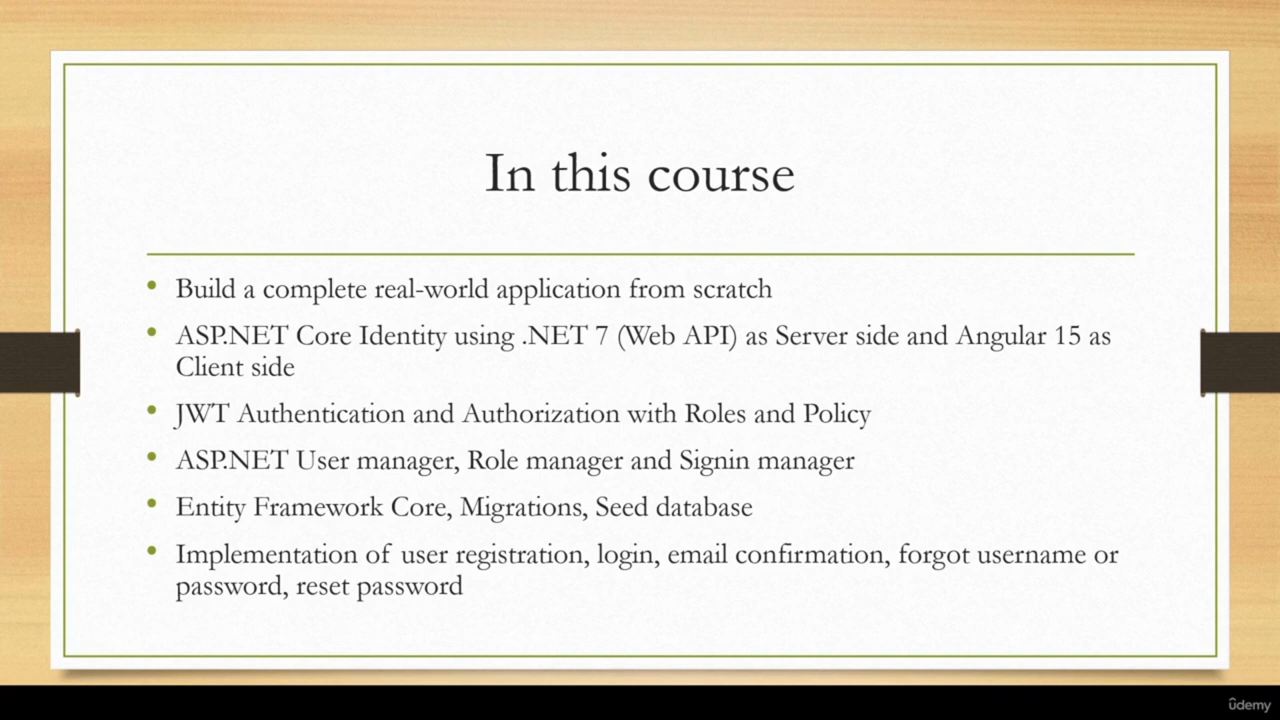 In this course
• Build a complete real-world application from scratch
• ASP.NET Core Identity using .NET 7 (Web API) as Server side and Angular 15 as
Client side
• JWT Authentication and Authorization with Roles and Policy
• ASP.NET User manager, Role manager and Signin manager
• Entity Framework Core, Migrations, Seed database
• Implementation of user registration, login, email confirmation, forgot username or
password, reset password
ûdemy